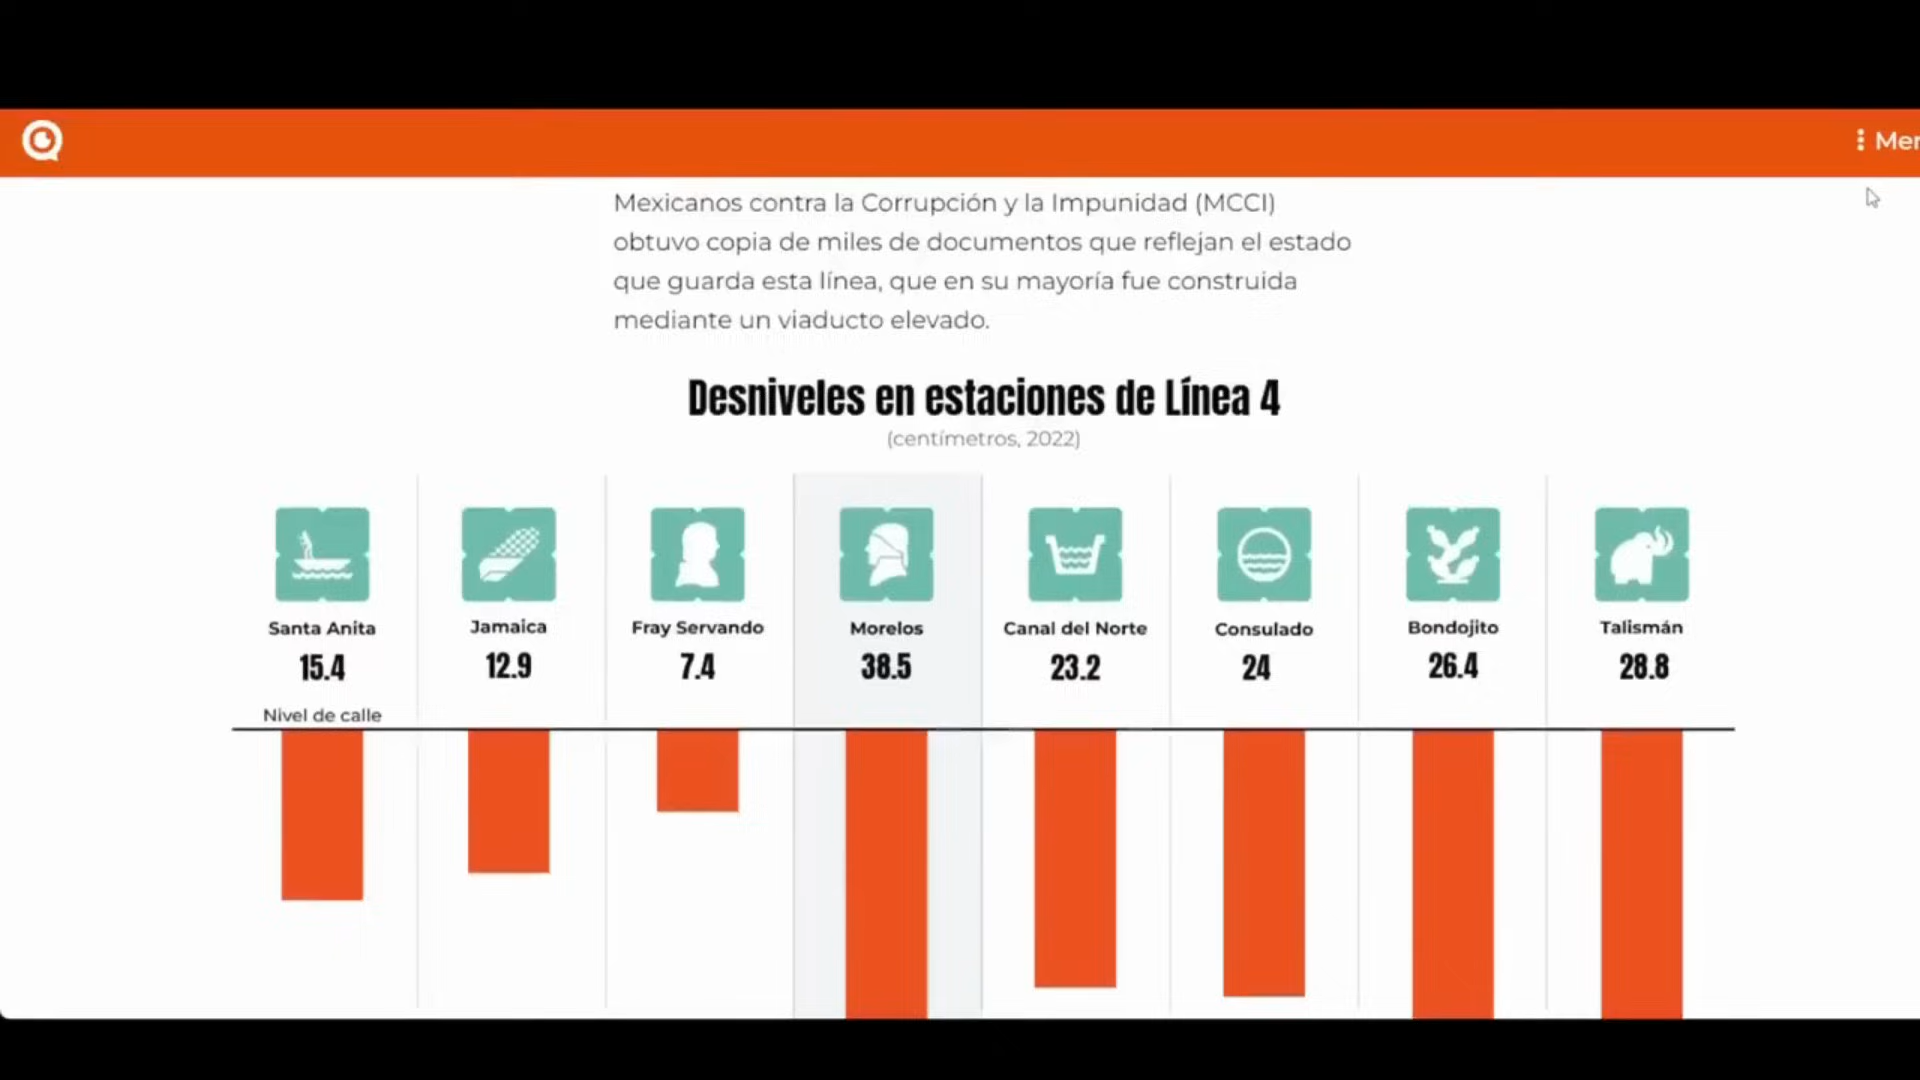 Mer
Mexicanos contra la Corrupción y la Impunidad (MCCI)
obtuvo copia de miles de documentos que reflejan el estado
que guarda esta línea, que en su mayoría fue construida
mediante un viaducto elevado.
Desniveles en estaciones de Línea 4
(centímetros, 2022)
Santa Anita Jamaica Fray Servando Morelos Canal del Norte Consulado Bondojito Talismán
15.4 12.9 7.4 38.5 23.2 24 26.4 28.8
Nivel de calle